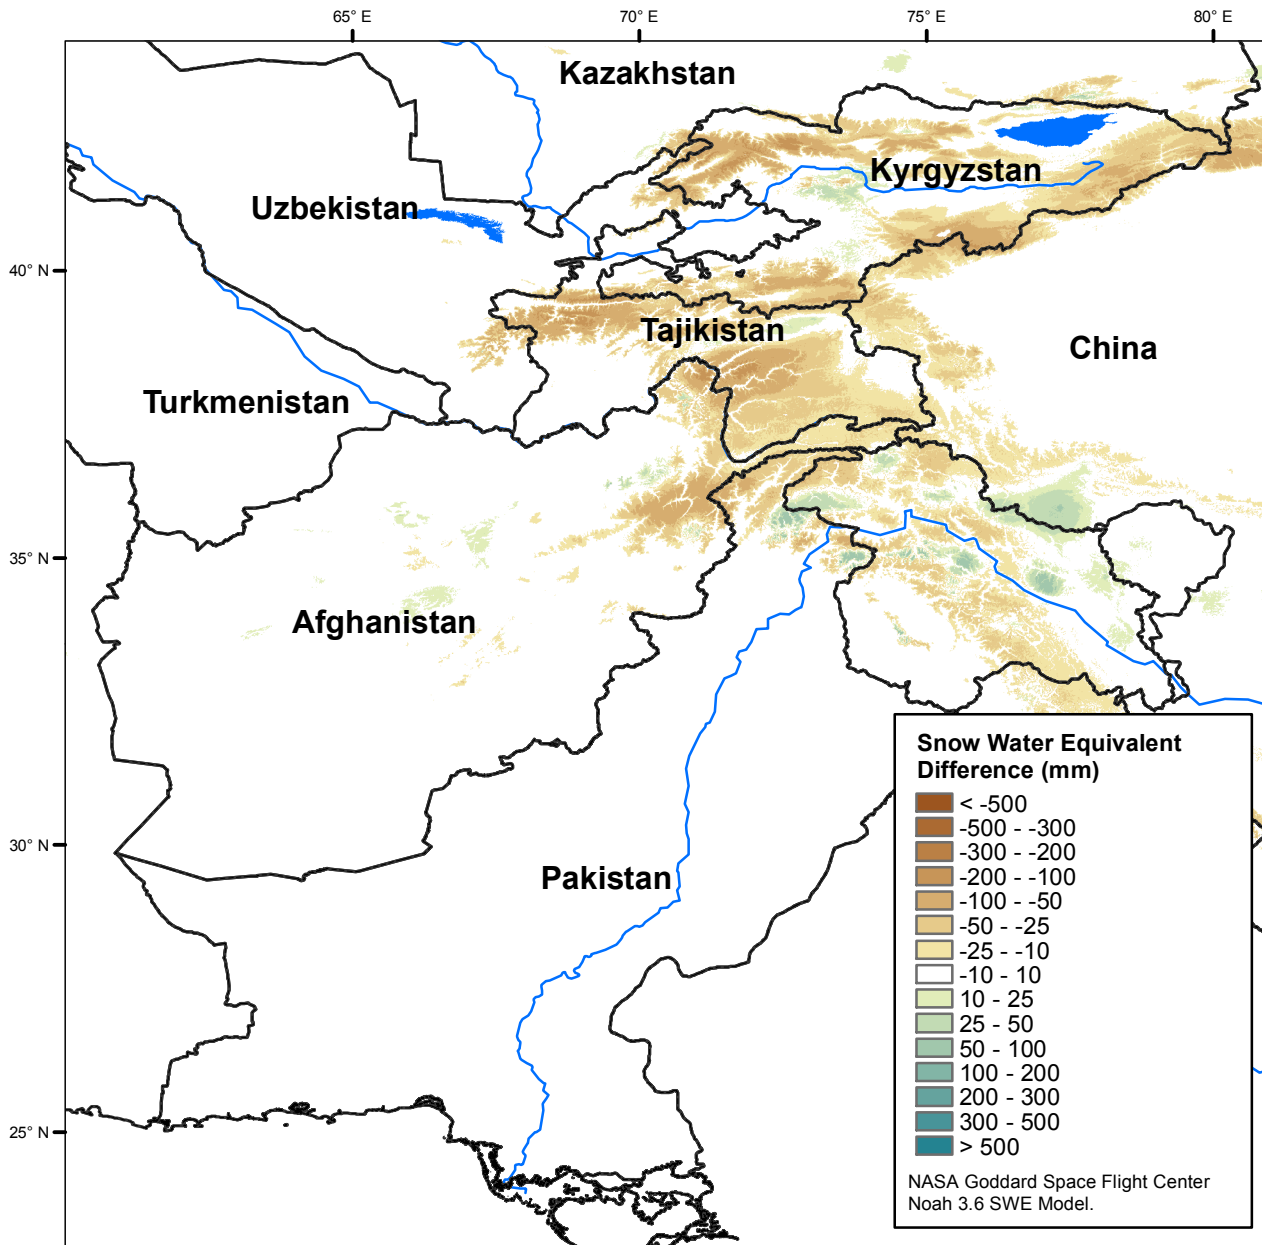 65° E
70° E
75° E
80° E
Kazakhstan
Kyrgyzstan
Uzbekistan
40° N
Tajikistan
China
Turkmenistan
35° N
Afghanistan
30° N
Pakistan
25° N
Snow Water Equivalent
Difference (mm)
< -500
-500 - -300
-300 - -200
-200 - -100
-100 - -50
-50 - -25
-25 - -10
-10 - 10
10 - 25
25 - 50
50 - 100
100 - 200
200 - 300
300 - 500
> 500
NASA Goddard Space Flight Center
Noah 3.6 SWE Model.